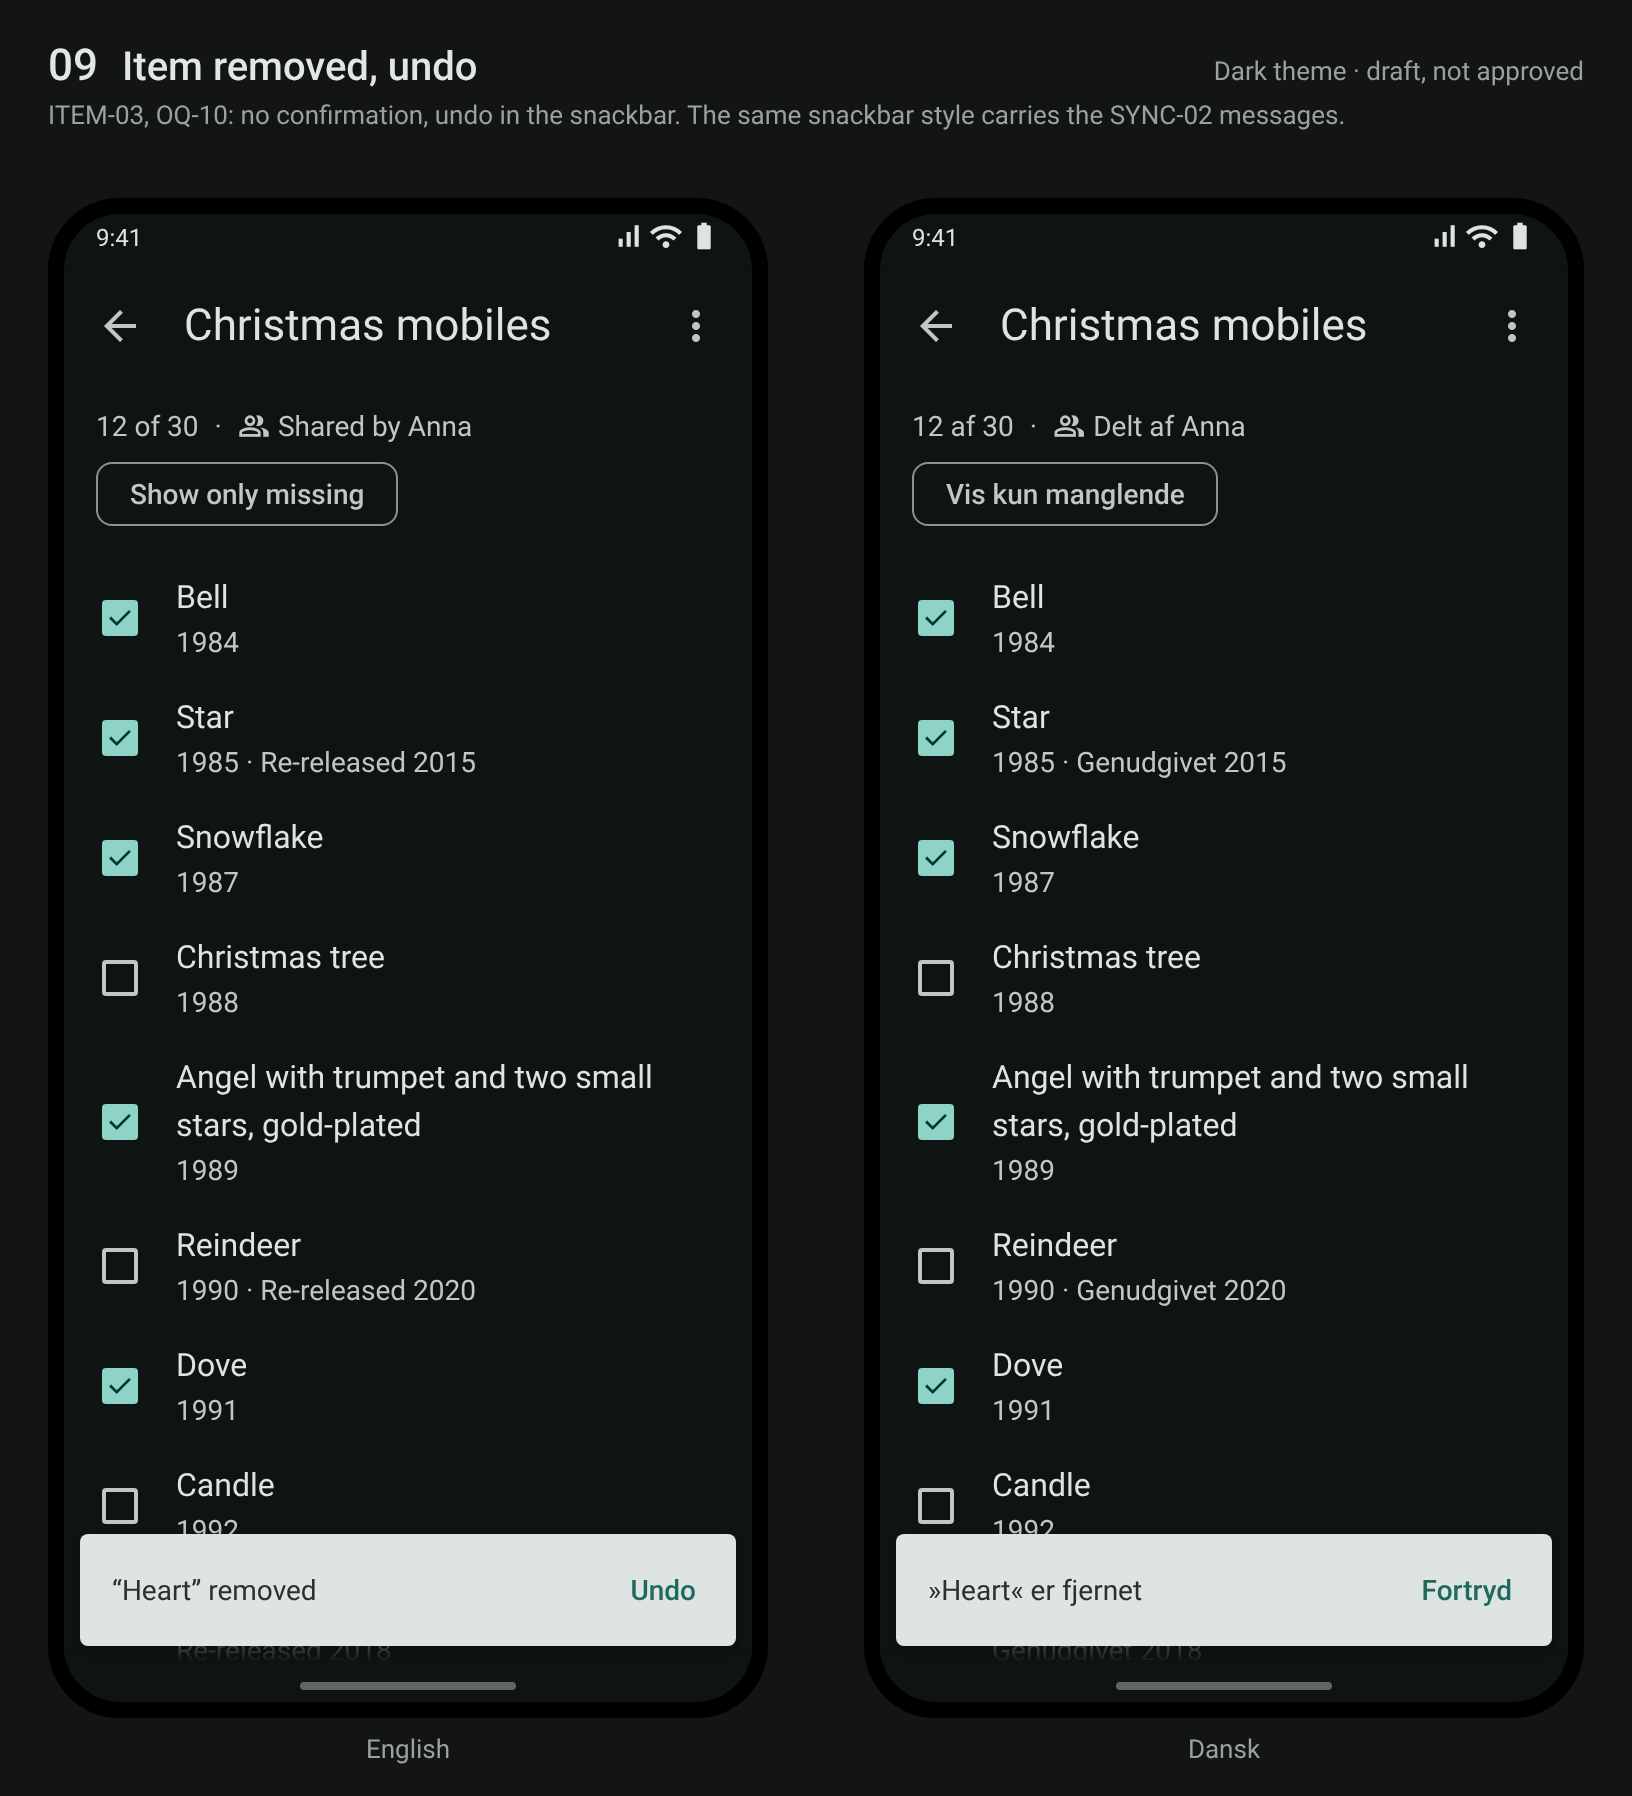 09 Item removed, undo
Dark theme · draft, not approved
ITEM-03, OQ-10: no confirmation, undo in the snackbar. The same snackbar style carries the SYNC-02 messages.
9:41
Christmas mobiles
12 of 30 · Shared by Anna
Show only missing
Bell
1984
Star
1985 · Re-released 2015
Snowflake
1987
Christmas tree
1988
Angel with trumpet and two small
stars, gold-plated
1989
Reindeer
1990 · Re-released 2020
Dove
1991
Candle
1992
“Heart” removed
Undo
Re-released 2018
English
9:41
Christmas mobiles
12 af 30 · Delt af Anna
Vis kun manglende
Bell
1984
Star
1985 · Genudgivet 2015
Snowflake
1987
Christmas tree
1988
Angel with trumpet and two small
stars, gold-plated
1989
Reindeer
1990 · Genudgivet 2020
Dove
1991
Candle
1992
»Heart« er fjernet
Fortryd
Genudgivet 2018
Dansk